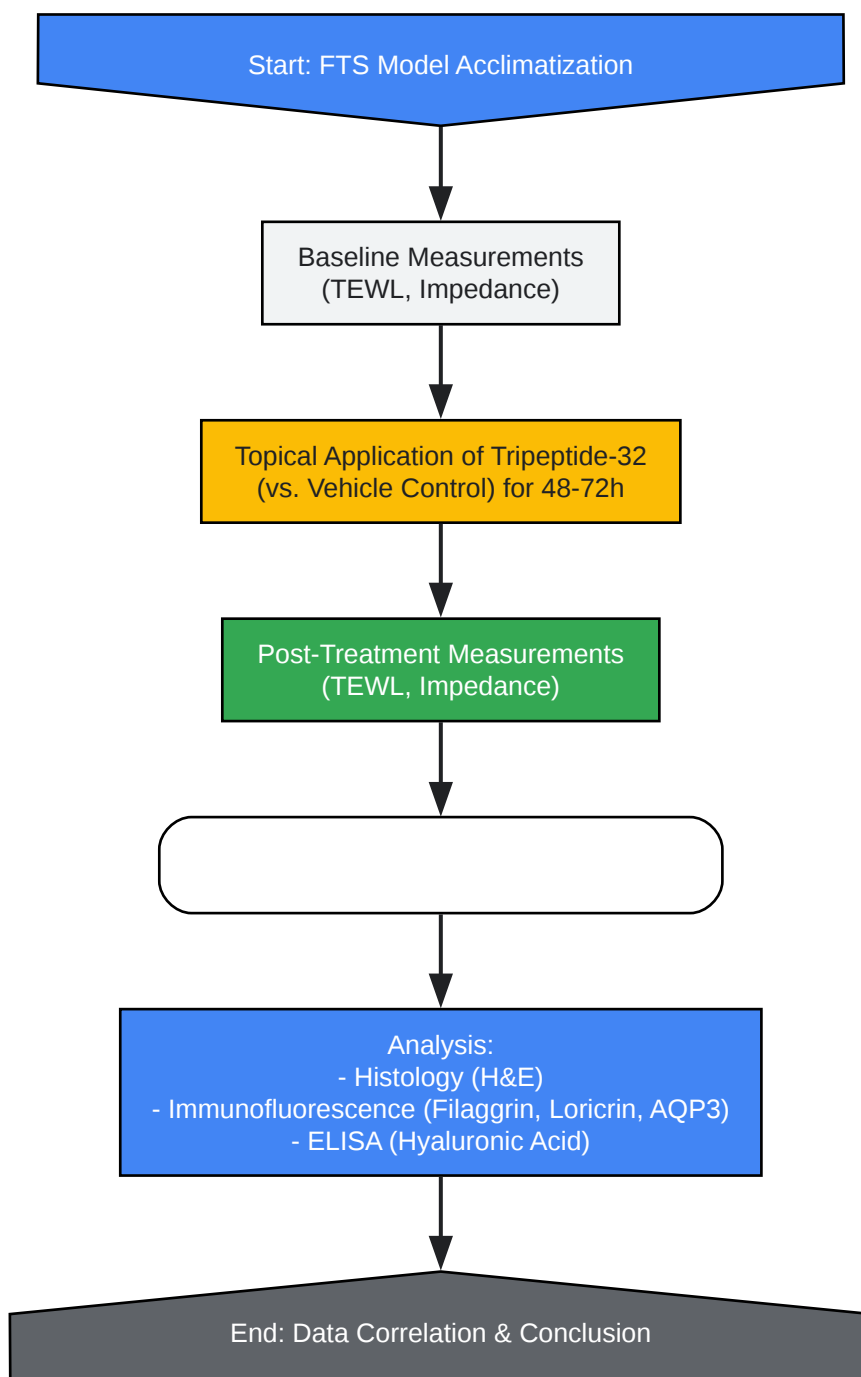 Start: FTS Model Acclimatization
Baseline Measurements
(TEWL, Impedance)
Topical Application of Tripeptide-32
(vs. Vehicle Control) for 48-72h
Post-Treatment Measurements
(TEWL, Impedance)
Analysis:
- Histology (H&E)
- Immunofluorescence (Filaggrin, Loricrin, AQP3)
- ELISA (Hyaluronic Acid)
End: Data Correlation & Conclusion